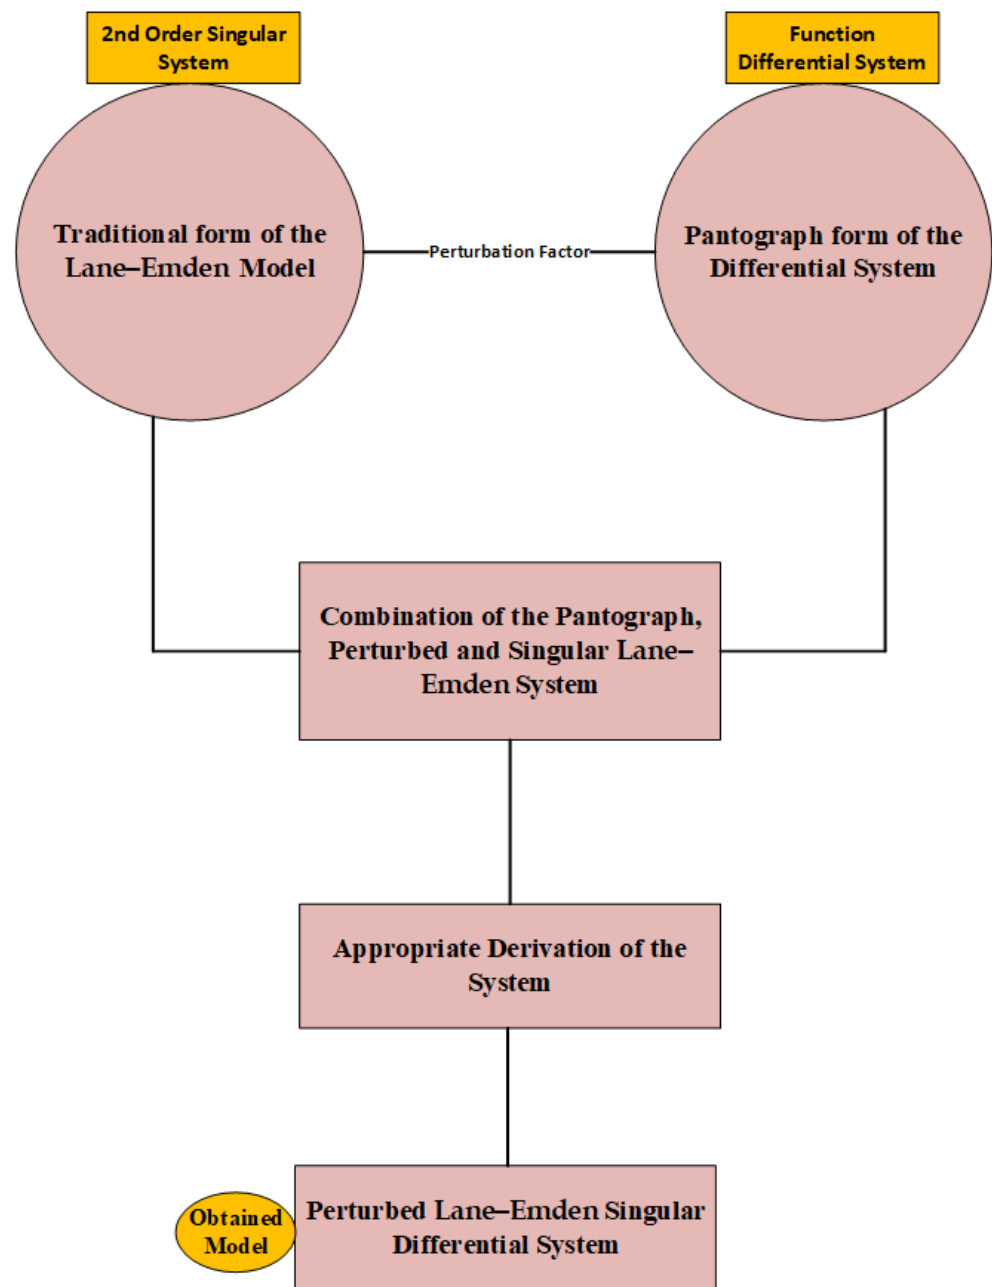 2nd Order Singular
System
Function
Differential System
Traditional form of the
Lane–Emden Model
Perturbation Factor
Pantograph form of the
Differential System
Combination of the Pantograph,
Perturbed and Singular Lane–
Emden System
Appropriate Derivation of the
System
Obtained
Model
Perturbed Lane–Emden Singular
Differential System